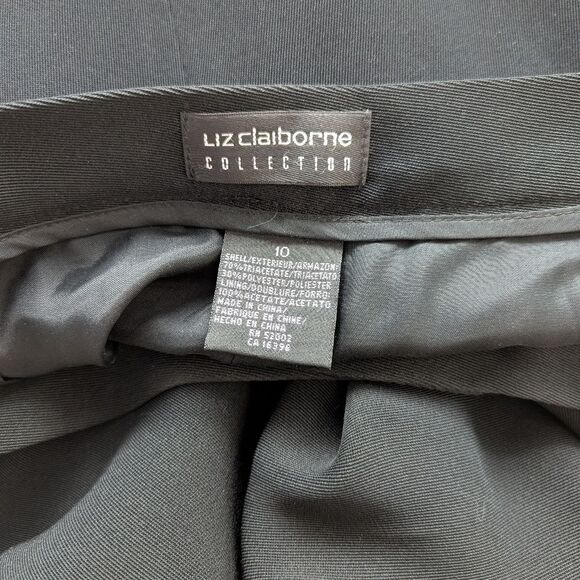 LIZ claiborne
COLLECTION
10
SHELL/EXTERIEUR/ARMAZON:
70%TRIACETATE/TRIACETATO
30%POLYESTER/POLIESTER
LINING/DOUBLURE/FORRO:
100%ACETATE/ACETATO
MADE IN CHINA/
FABRIQUE EN CHINE/
HECHO EN CHINA
RN 52002
CA 16396